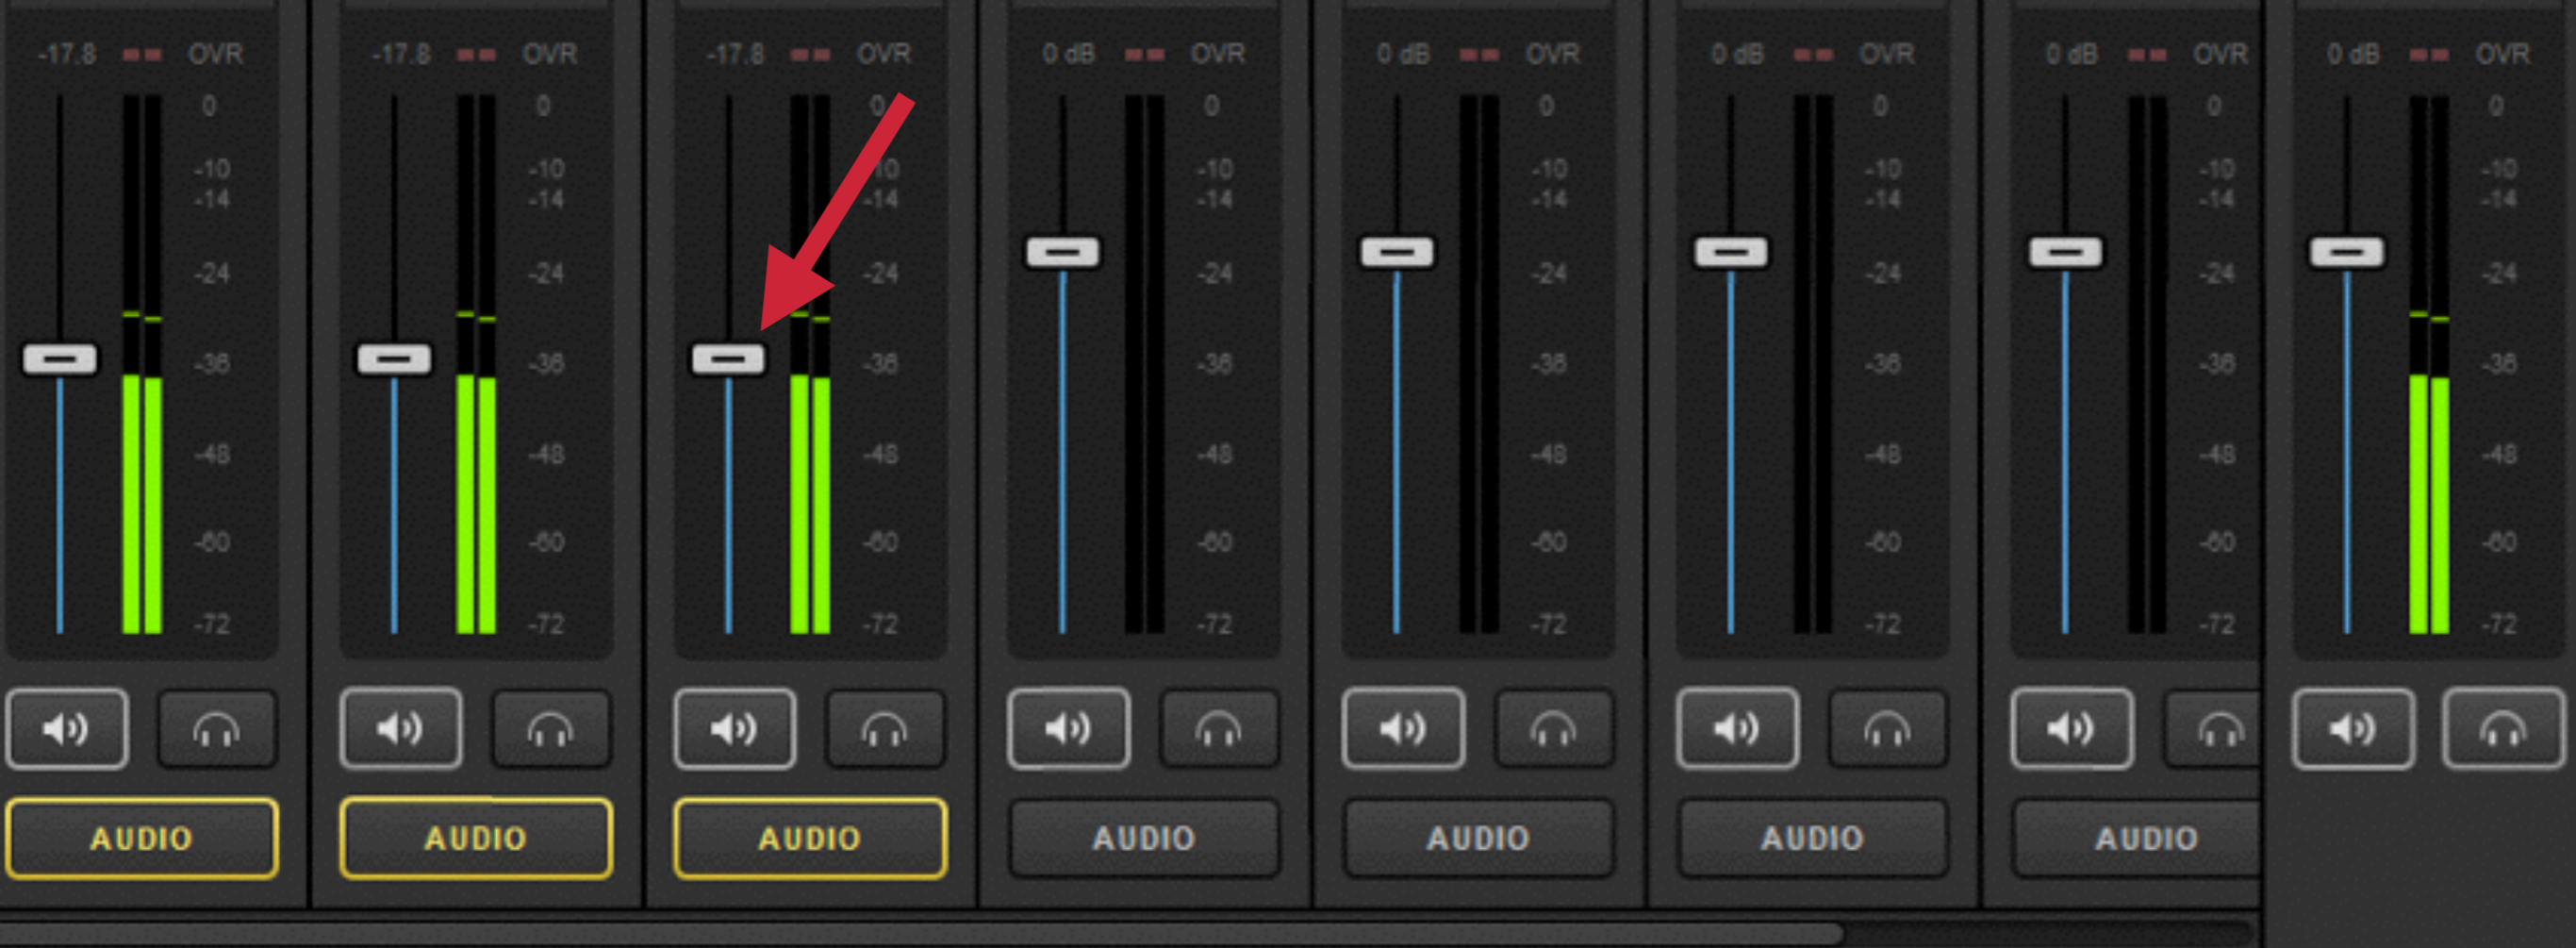 -17.8 OVR -17.8 OVR -17.8 OVR 0 dB OVR 0 dB OVR 0 dB OVR 0 dB OVR 0 dB OVR
0 0 0 0 0 0 0 0
-10 -10 10 -10 -10 -10 -10 -10
-14 -14 -14 -14 -14 -14 -14 -14
-24 -24 -24 -24 -24 -24 -24 -24
-36 -36 -36 -36 -36 -36 -36 -36
-48 -48 -48 -48 -48 -48 -48 -48
-60 -60 -60 -60 -60 -60 -60 -60
-72 -72 -72 -72 -72 -72 -72 -72
AUDIO AUDIO AUDIO AUDIO AUDIO AUDIO AUDIO